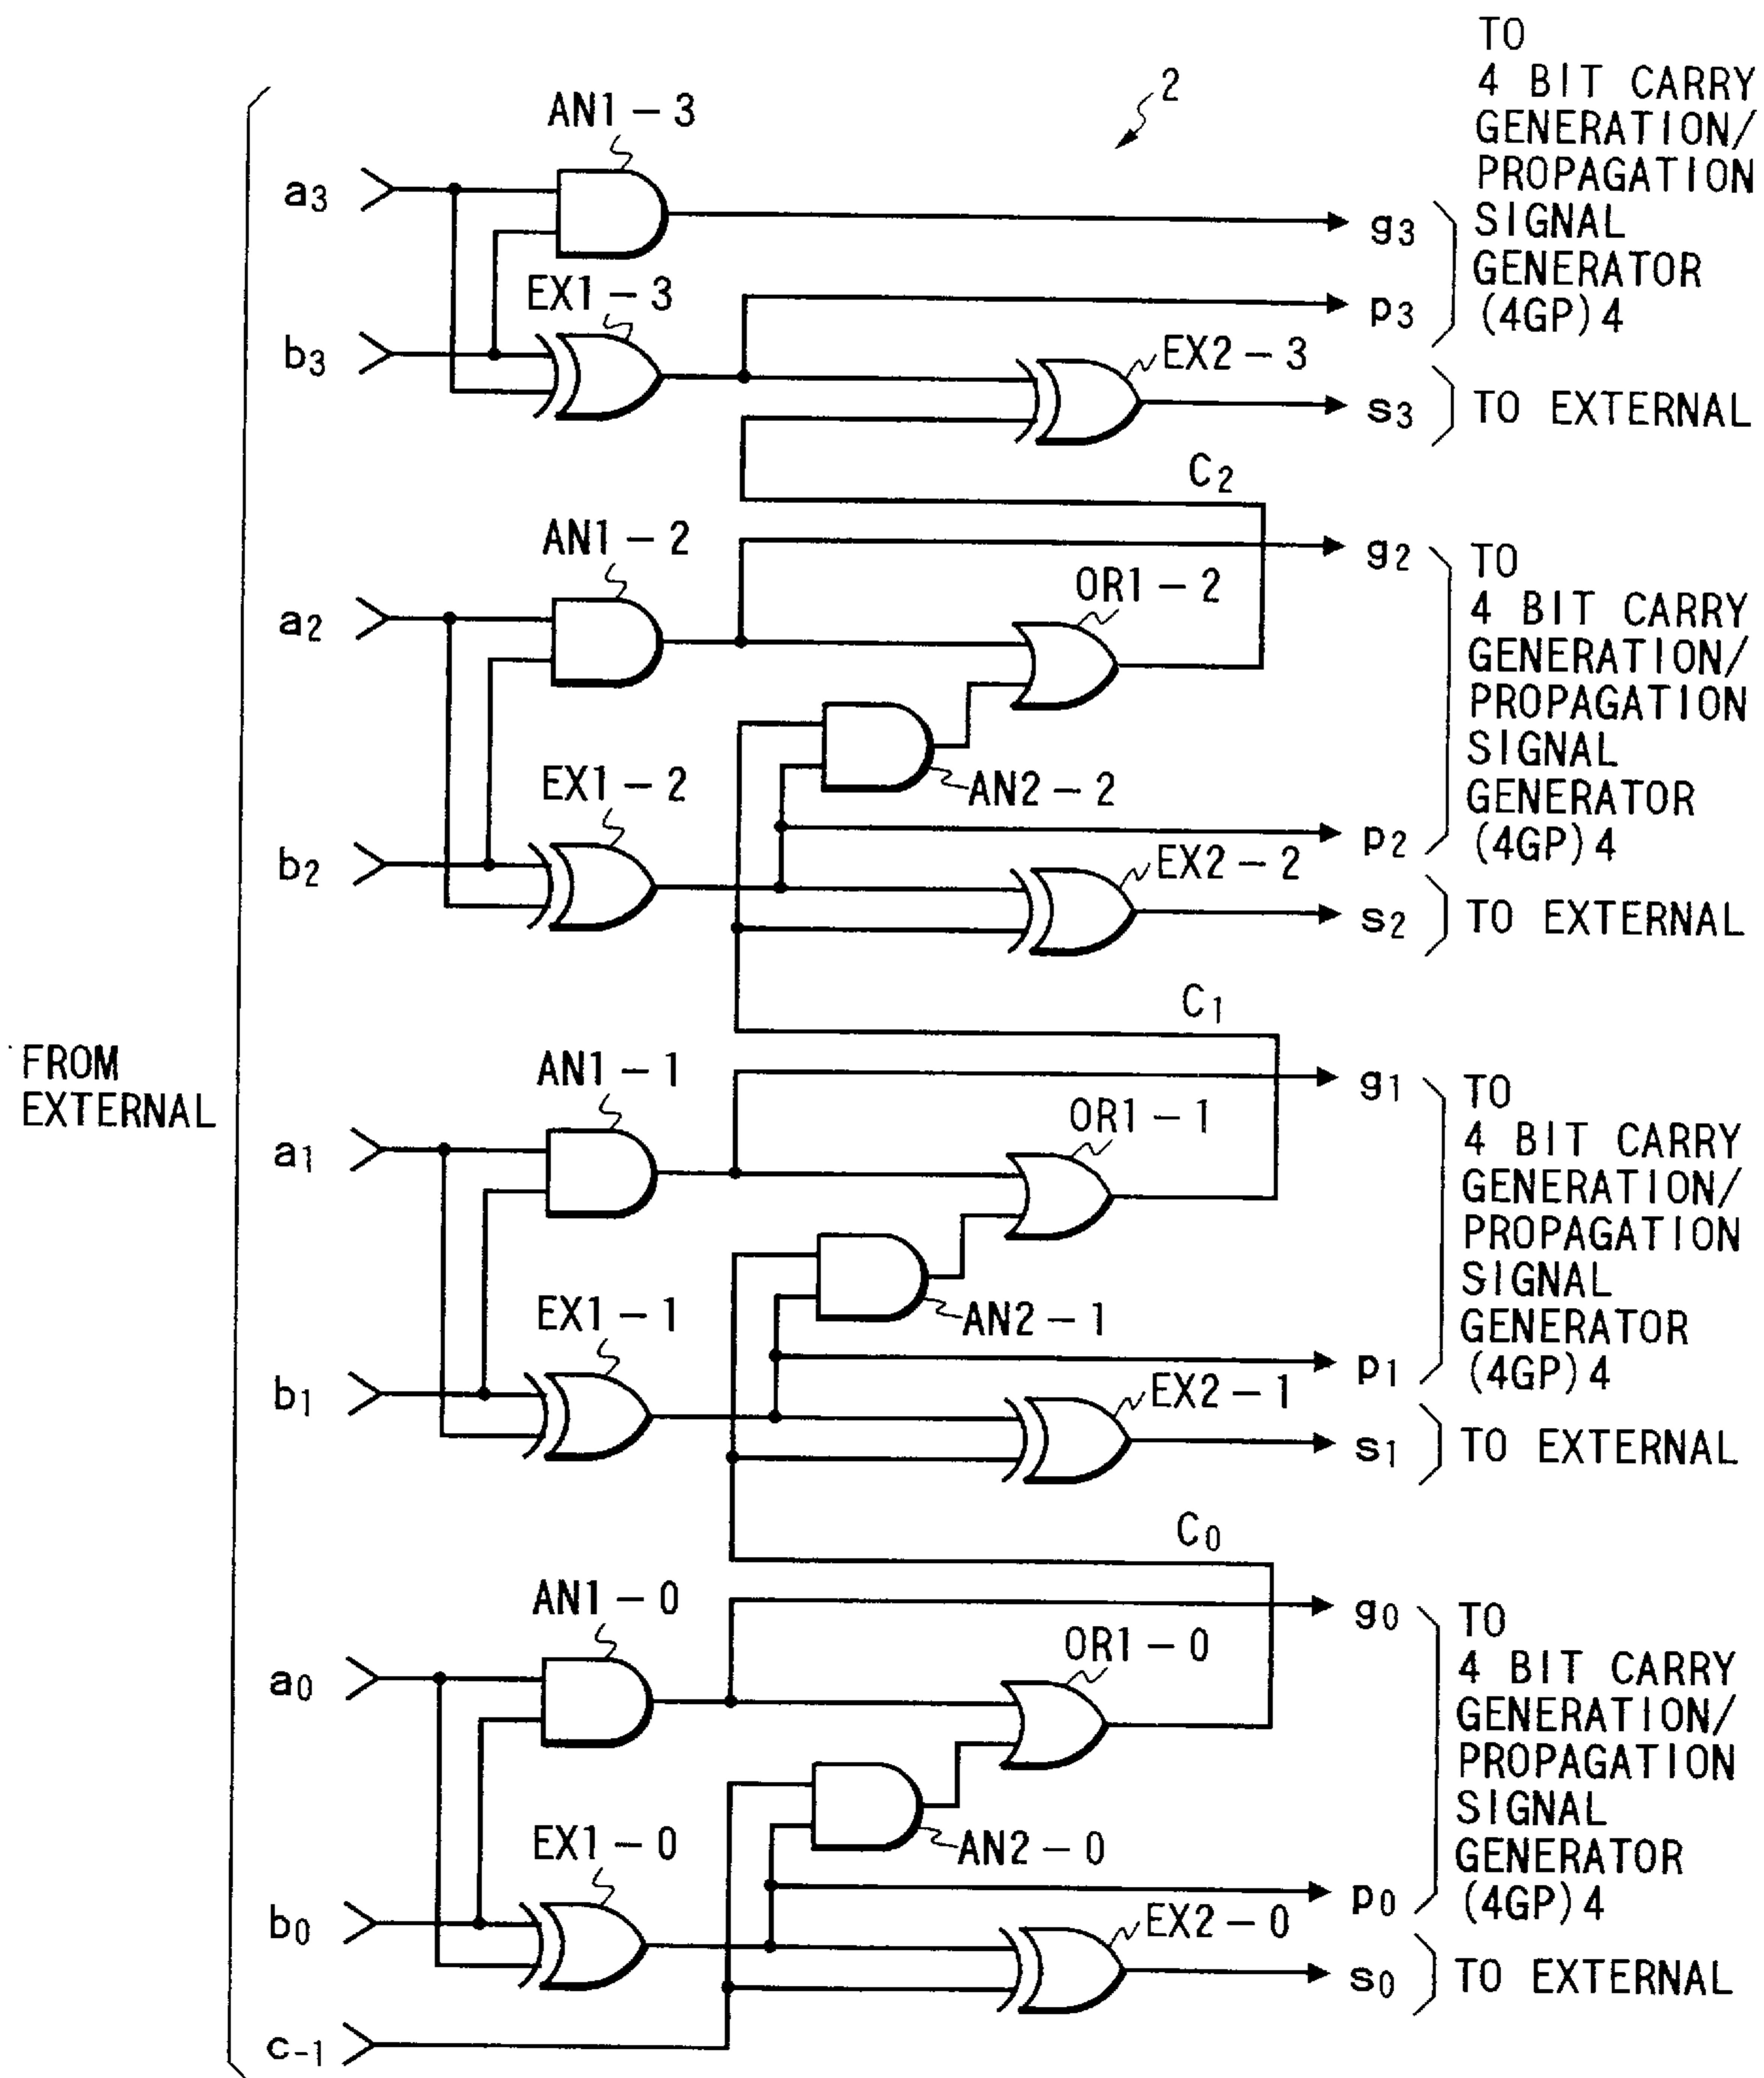 TO
4 BIT CARRY
GENERATION/
PROPAGATION
SIGNAL
GENERATOR
(4GP)4
2
AN1-3
a3
g3
EX1-3
p3
b3
EX2-3
s3
TO EXTERNAL
C2
AN1-2
g2
TO
4 BIT CARRY
GENERATION/
PROPAGATION
SIGNAL
GENERATOR
(4GP)4
OR1-2
a2
EX1-2
AN2-2
p2
b2
EX2-2
s2
TO EXTERNAL
C1
FROM
EXTERNAL
AN1-1
g1
TO
4 BIT CARRY
GENERATION/
PROPAGATION
SIGNAL
GENERATOR
(4GP)4
OR1-1
a1
EX1-1
AN2-1
p1
b1
EX2-1
s1
TO EXTERNAL
C0
AN1-0
g0
TO
4 BIT CARRY
GENERATION/
PROPAGATION
SIGNAL
GENERATOR
(4GP)4
OR1-0
a0
EX1-0
AN2-0
p0
b0
EX2-0
s0
TO EXTERNAL
c-1